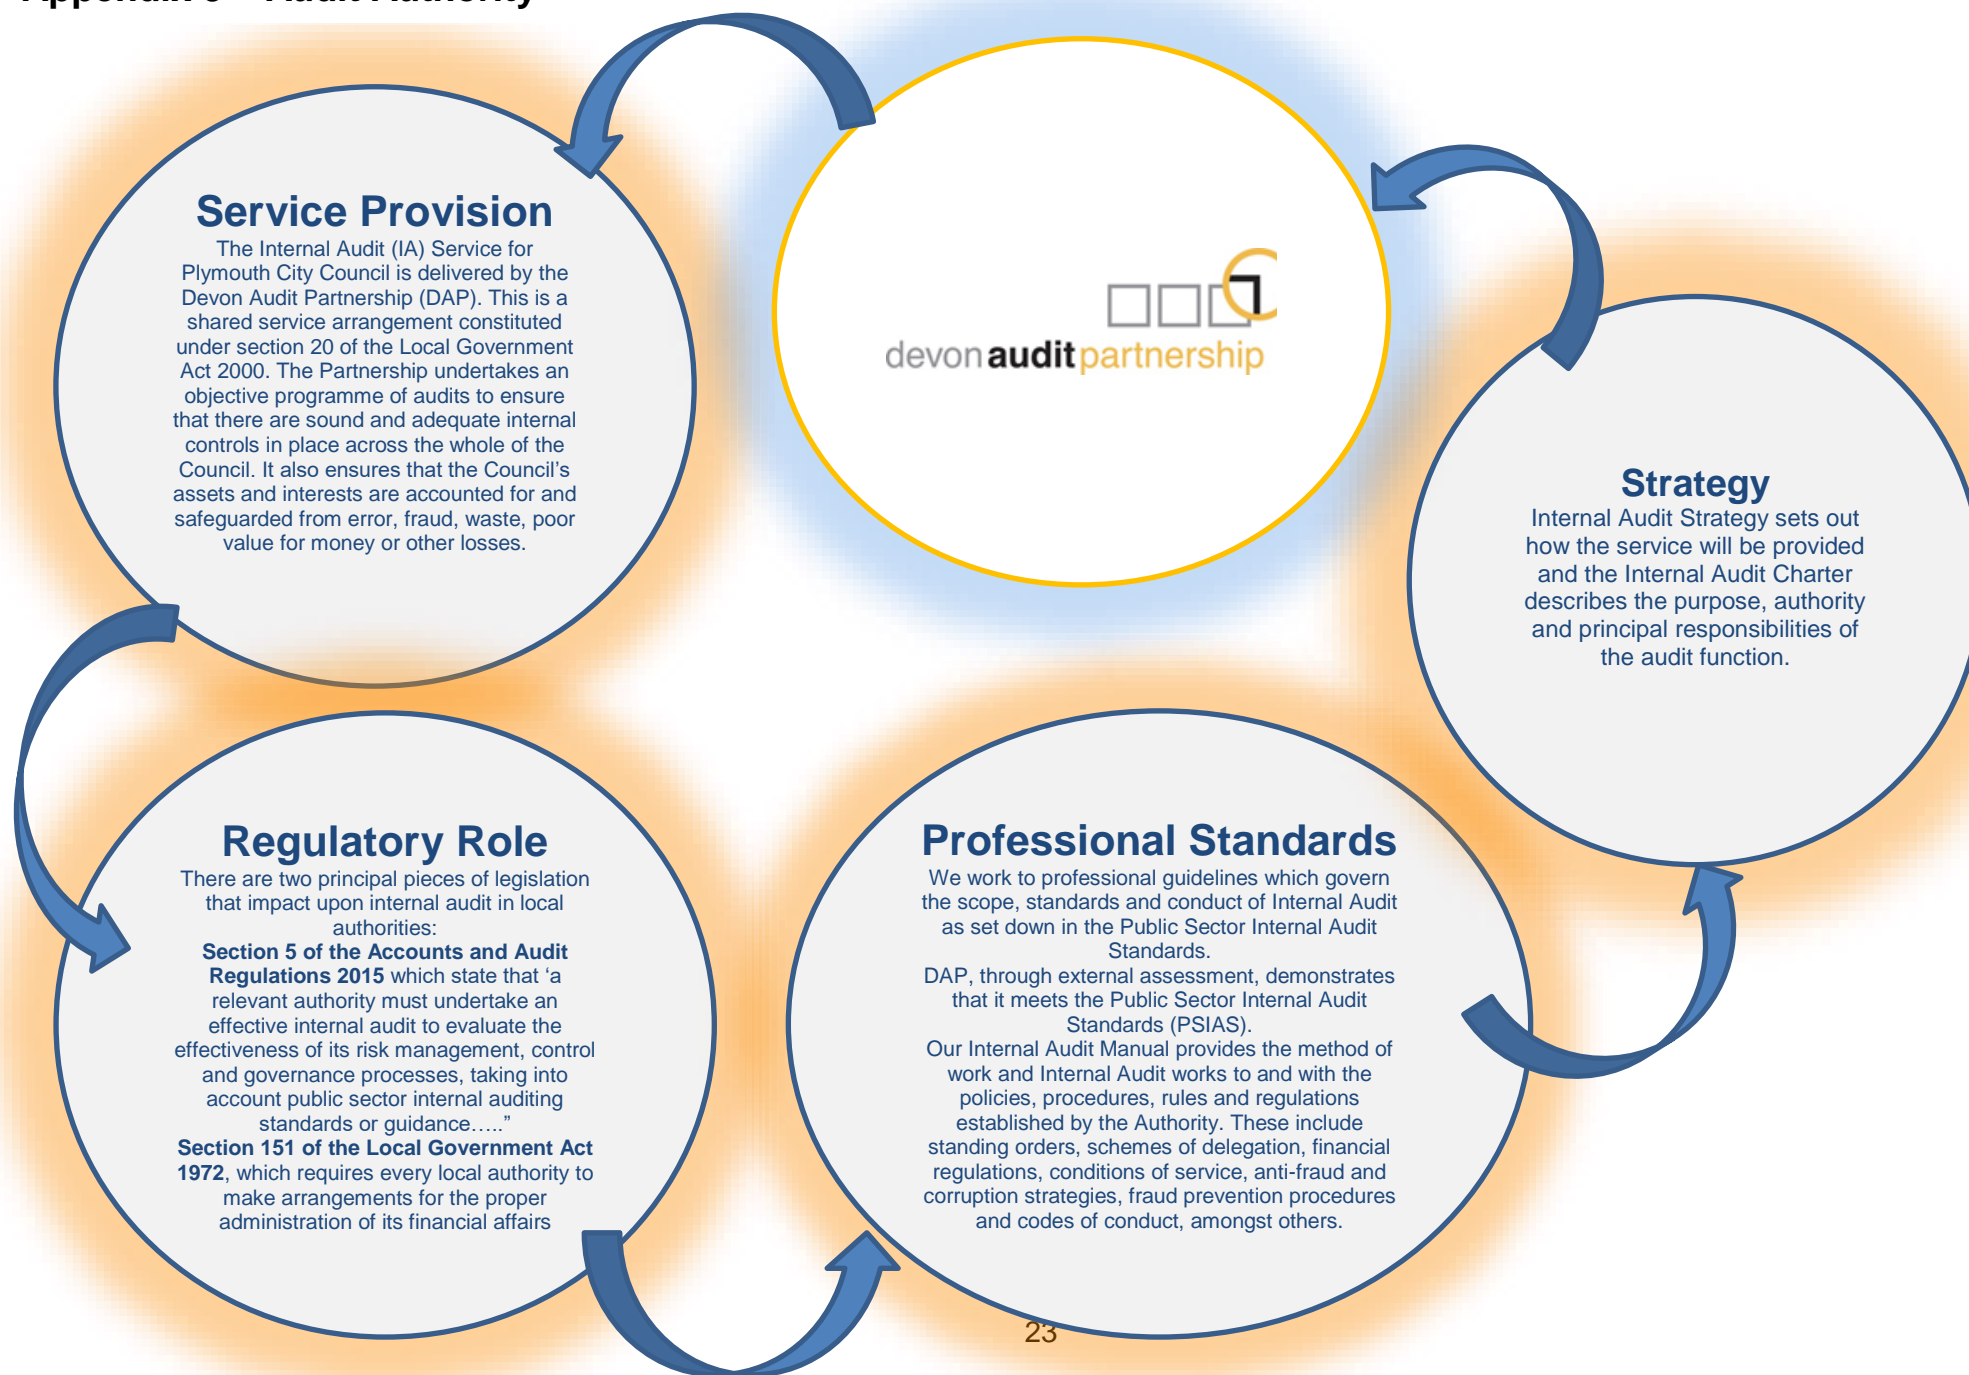 Audit Authority
Service Provision
The Internal Audit (IA) Service for
Plymouth City Council is delivered by the
Devon Audit Partnership (DAP). This is a
shared service arrangement constituted
under section 20 of the Local Government
Act 2000. The Partnership undertakes an
objective programme of audits to ensure
that there are sound and adequate internal
controls in place across the whole of the
Council. It also ensures that the Council’s
assets and interests are accounted for and
safeguarded from error, fraud, waste, poor
value for money or other losses.
devon audit partnership
Strategy
Internal Audit Strategy sets out
how the service will be provided
and the Internal Audit Charter
describes the purpose, authority
and principal responsibilities of
the audit function.
Regulatory Role
There are two principal pieces of legislation
that impact upon internal audit in local
authorities:
Section 5 of the Accounts and Audit
Regulations 2015 which state that ‘a
relevant authority must undertake an
effective internal audit to evaluate the
effectiveness of its risk management, control
and governance processes, taking into
account public sector internal auditing
standards or guidance…..”
Section 151 of the Local Government Act
1972, which requires every local authority to
make arrangements for the proper
administration of its financial affairs
Professional Standards
We work to professional guidelines which govern
the scope, standards and conduct of Internal Audit
as set down in the Public Sector Internal Audit
Standards.
DAP, through external assessment, demonstrates
that it meets the Public Sector Internal Audit
Standards (PSIAS).
Our Internal Audit Manual provides the method of
work and Internal Audit works to and with the
policies, procedures, rules and regulations
established by the Authority. These include
standing orders, schemes of delegation, financial
regulations, conditions of service, anti-fraud and
corruption strategies, fraud prevention procedures
and codes of conduct, amongst others.
23